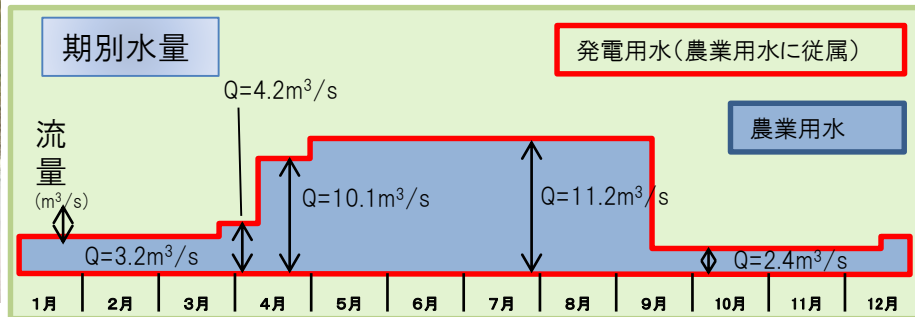 期別水量
発電用水(農業用水に従属)
Q=4.2m³/s
農業用水
流量
(m³/s)
Q=10.1m³/s
Q=11.2m³/s
Q=3.2m³/s
Q=2.4m³/s
1月 2月 3月 4月 5月 6月 7月 8月 9月 10月 11月 12月